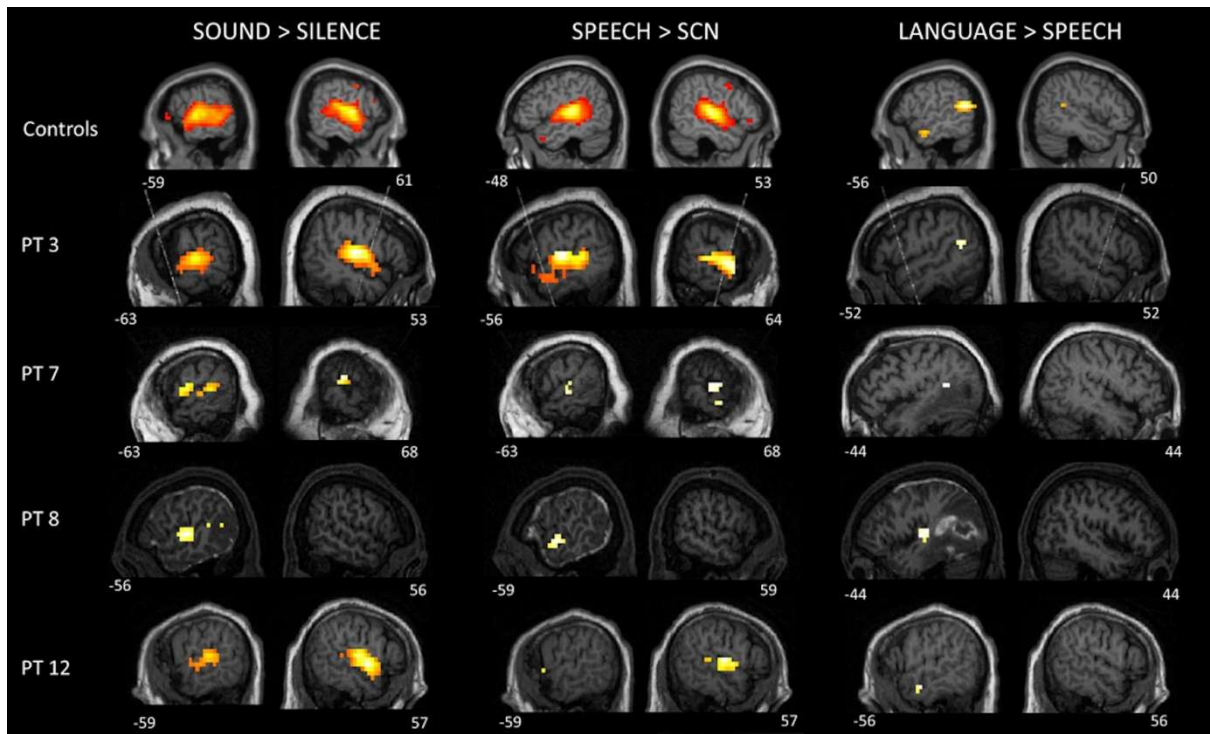 SOUND > SILENCE SPEECH > SCN LANGUAGE > SPEECH
Controls
-59 61 -48 53 -56 50
PT 3
-63 53 -56 64 -52 52
PT 7
-63 68 -63 68 -44 44
PT 8
-56 56 -59 59 -44 44
PT 12
-59 57 -59 57 -56 56